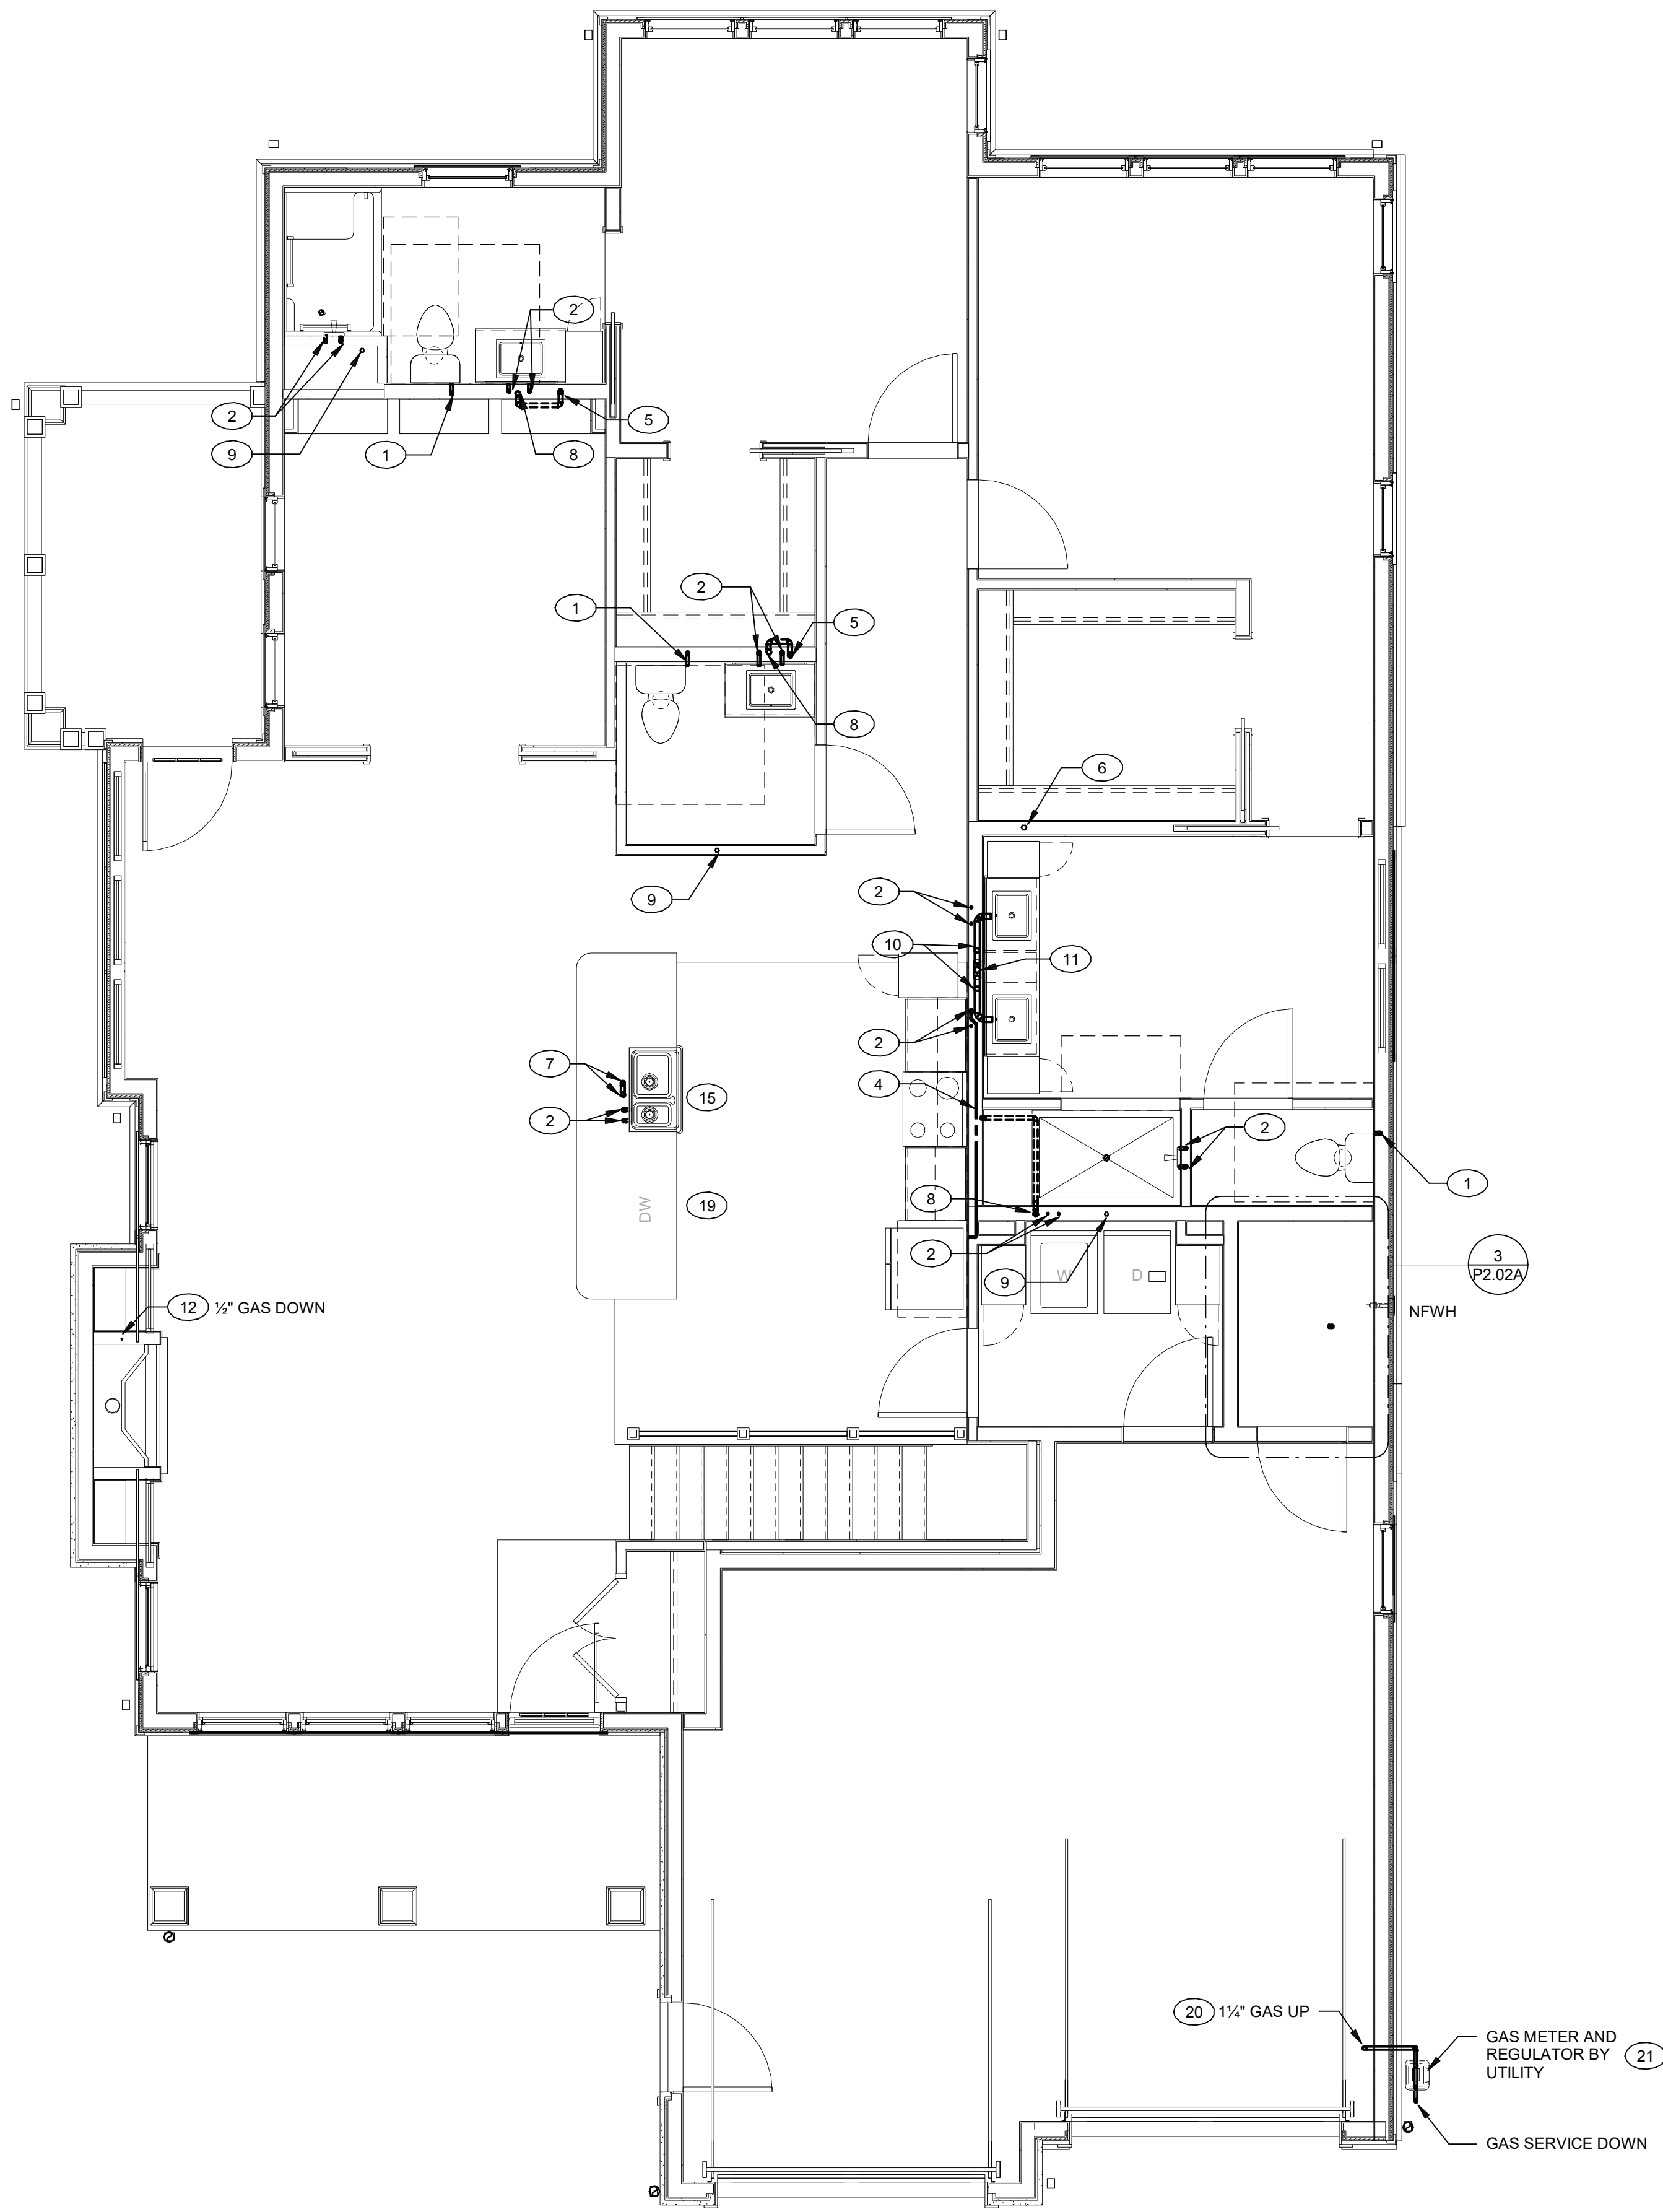 2
2
5
9
1
8
2
1
5
8
6
9
2
10
11
2
7
15
4
2
2
1
8
19
DW
2
9
W
D
3
P2.02A
12 ½" GAS DOWN
NFWH
20 1¼" GAS UP
GAS METER AND
REGULATOR BY 21
UTILITY
GAS SERVICE DOWN